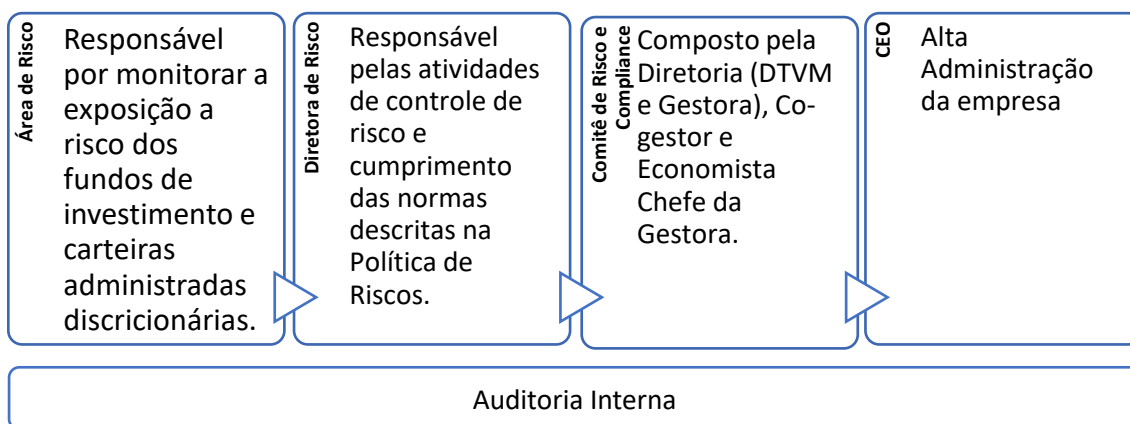 Área de Risco
Responsável
por monitorar a
exposição a
risco dos
fundos de
investimento e
carteiras
administradas
discricionárias.
Diretora de Risco
Responsável
pelas atividades
de controle de
risco e
cumprimento
das normas
descritas na
Política de
Riscos.
Comitê de Risco e
Compliance
Composto pela
Diretoria (DTVM
e Gestora), Co-
gestor e
Economista
Chefe da
Gestora.
CEO
Alta
Administração
da empresa
Auditoria Interna